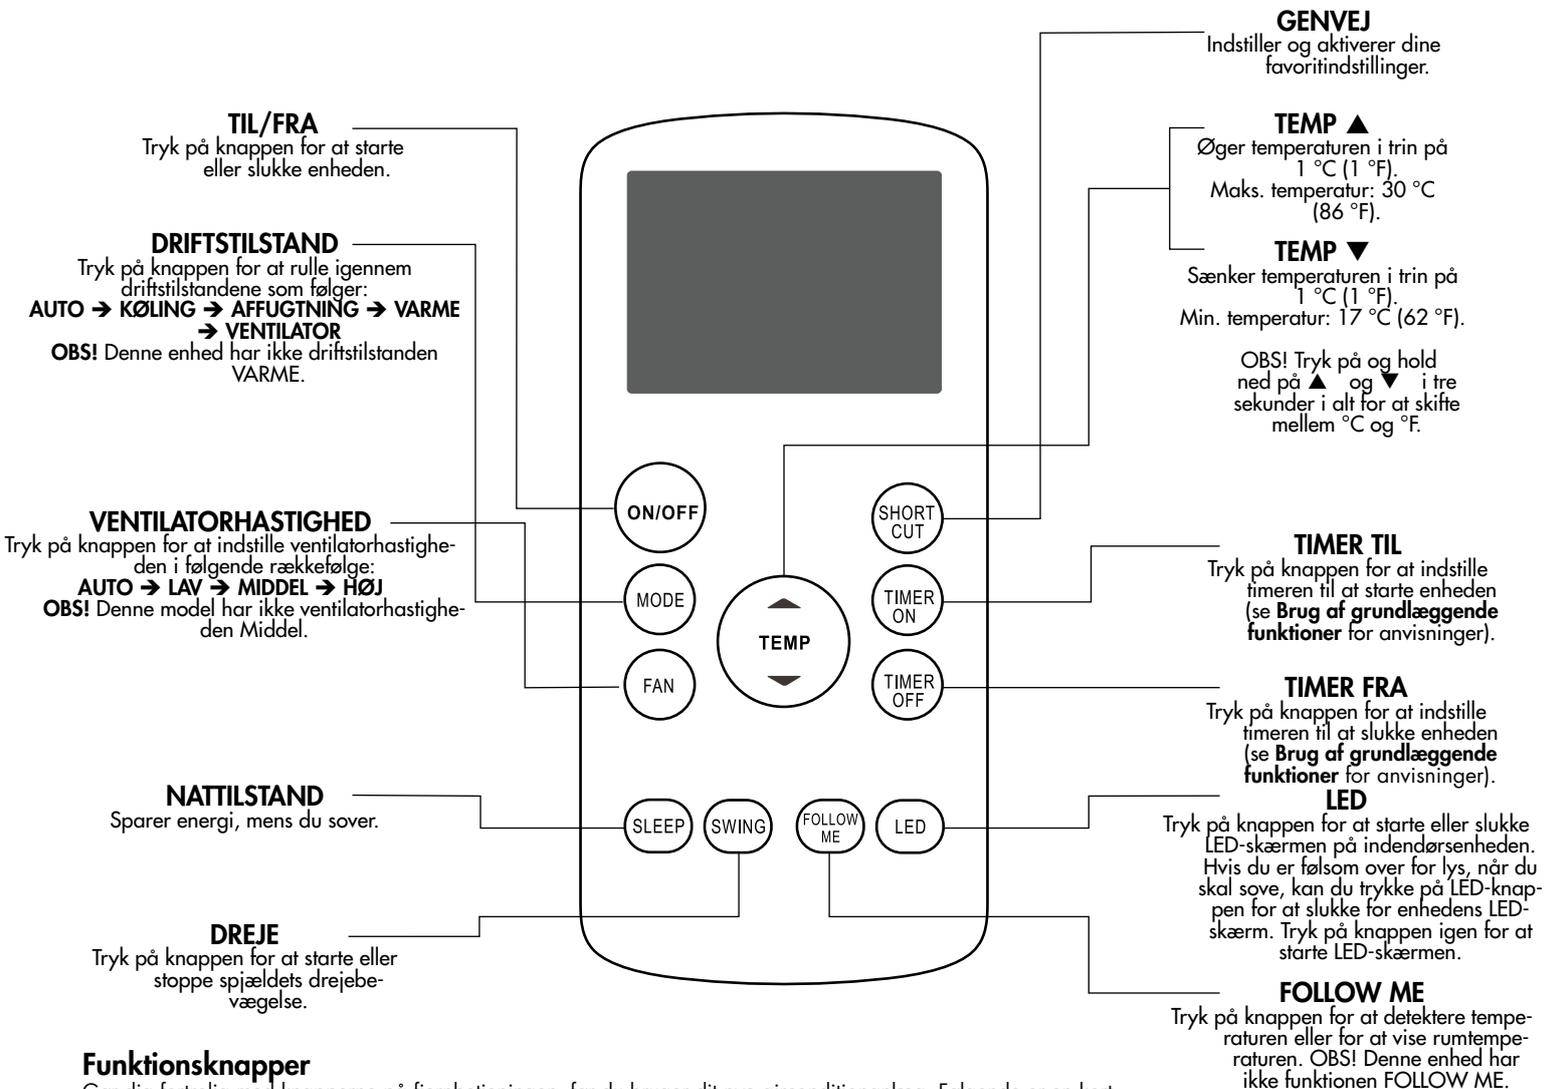 GENVEJ
Indstiller og aktiverer dine
favoritindstillinger.
TIL/FRA
Tryk på knappen for at starte
eller slukke enheden.
TEMP ▲
Øger temperaturen i trin på
1 °C (1 °F).
Maks. temperatur: 30 °C
(86 °F).
DRIFTSTILSTAND
Tryk på knappen for at rulle igennem
driftstilstandene som følger:
AUTO ➔ KØLING ➔ AFFUGTNING ➔ VARME
➔ VENTILATOR
OBS! Denne enhed har ikke driftstilstanden
VARME.
TEMP ▼
Sænker temperaturen i trin på
1 °C (1 °F).
Min. temperatur: 17 °C (62 °F).
OBS! Tryk på og hold
ned på ▲ og ▼ i tre
sekunder i alt for at skifte
mellem °C og °F.
VENTILATORHASTIGHED
Tryk på knappen for at indstille ventilatorhastighe-
den i følgende rækkefølge:
AUTO ➔ LAV ➔ MIDDEL ➔ HØJ
OBS! Denne model har ikke ventilatorhastighe-
den Middel.
ON/OFF
MODE
FAN
TEMP
SHORT
CUT
TIMER
ON
TIMER
OFF
TIMER TIL
Tryk på knappen for at indstille
timeren til at starte enheden
(se Brug af grundlæggende
funktioner for anvisninger).
TIMER FRA
Tryk på knappen for at indstille
timeren til at slukke enheden
(se Brug af grundlæggende
funktioner for anvisninger).
NATTILSTAND
Sparer energi, mens du sover.
SLEEP
SWING
FOLLOW
ME
LED
LED
Tryk på knappen for at starte eller slukke
LED-skærmen på indendørsenheden.
Hvis du er følsom over for lys, når du
skal sove, kan du trykke på LED-knap-
pen for at slukke for enhedens LED-
skærm. Tryk på knappen igen for at
starte LED-skærmen.
DREJE
Tryk på knappen for at starte eller
stoppe spjældets drejebe-
vægelse.
FOLLOW ME
Tryk på knappen for at detektere tempe-
raturen eller for at vise rumtempe-
raturen. OBS! Denne enhed har
ikke funktionen FOLLOW ME.
Funktionsknapper